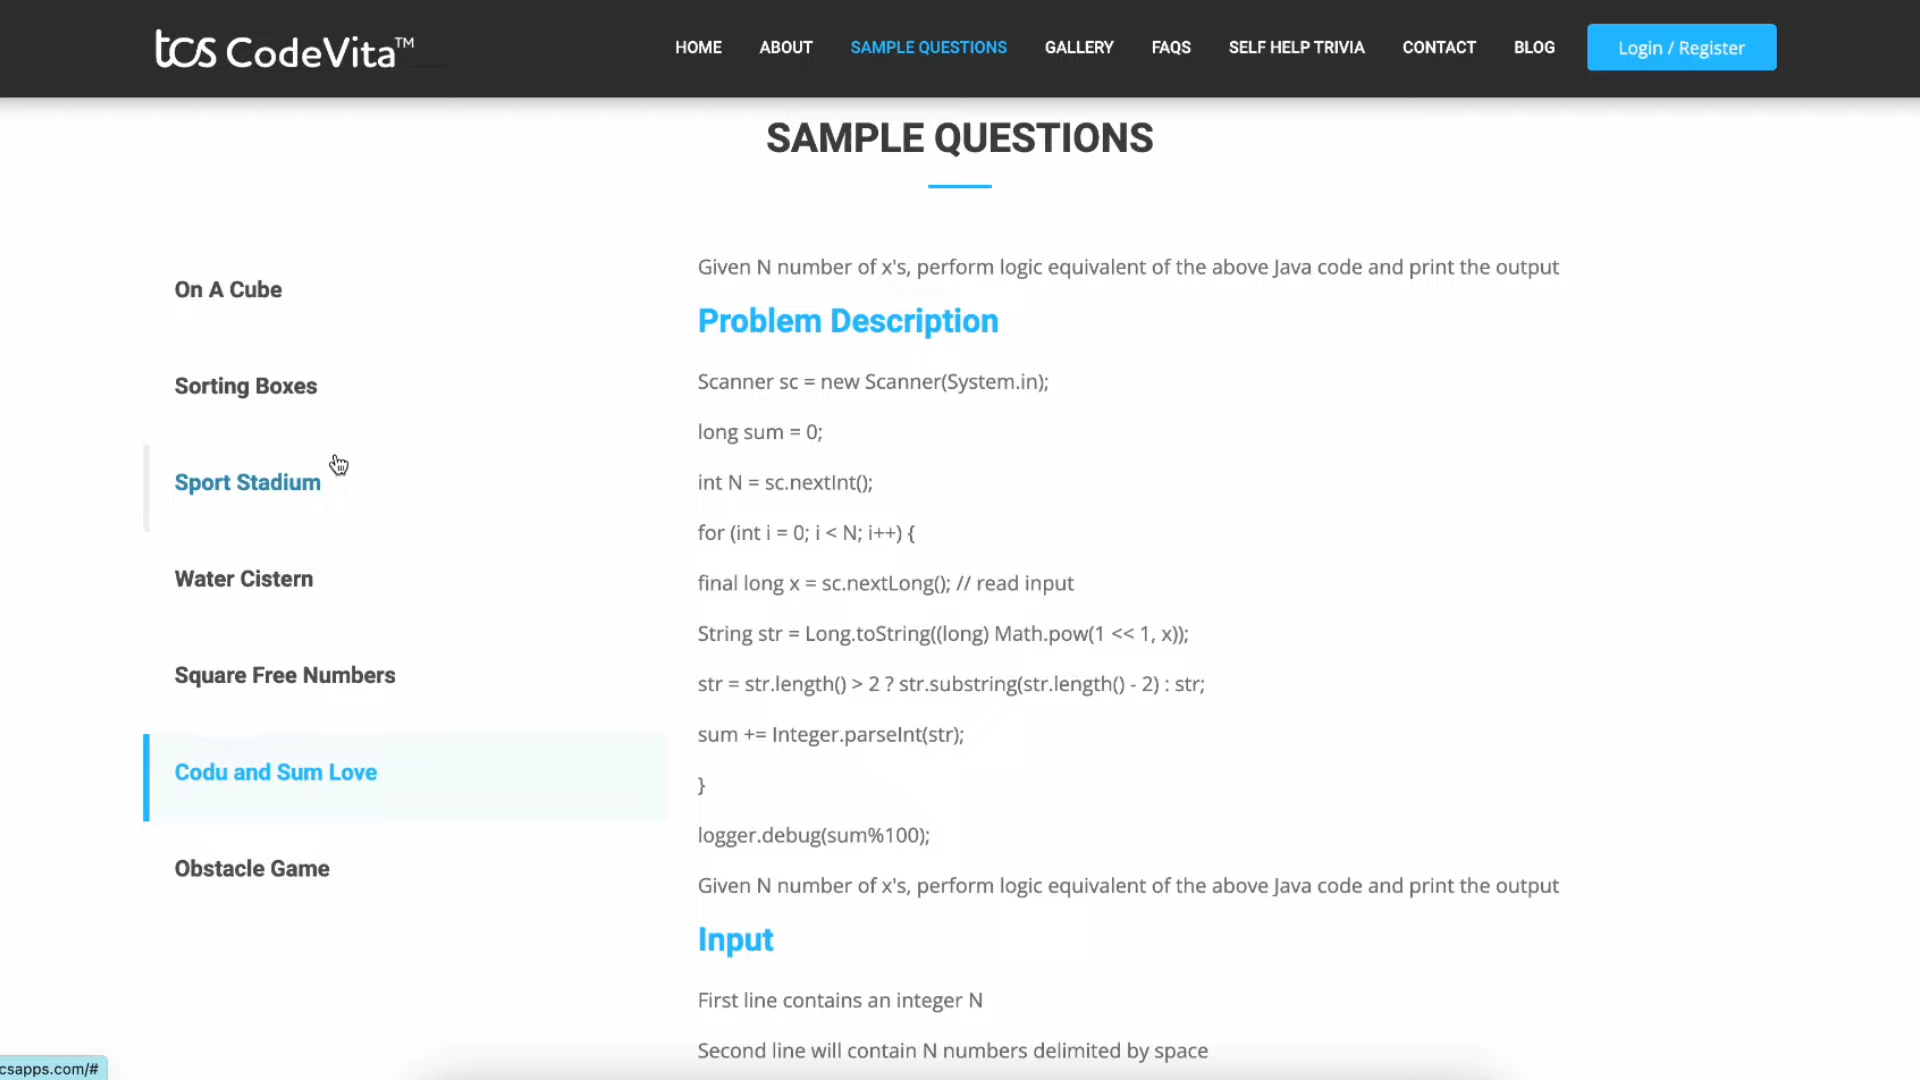 tcs CodeVita™
HOME ABOUT SAMPLE QUESTIONS GALLERY FAQS SELF HELP TRIVIA CONTACT BLOG Login / Register
SAMPLE QUESTIONS
On A Cube
Sorting Boxes
Sport Stadium
Water Cistern
Square Free Numbers
Codu and Sum Love
Obstacle Game
Given N number of x's, perform logic equivalent of the above Java code and print the output
Problem Description
Scanner sc = new Scanner(System.in);
long sum = 0;
int N = sc.nextInt();
for (int i = 0; i < N; i++) {
final long x = sc.nextLong(); // read input
String str = Long.toString((long) Math.pow(1 << 1, x));
str = str.length() > 2 ? str.substring(str.length() - 2) : str;
sum += Integer.parseInt(str);
}
logger.debug(sum%100);
Given N number of x's, perform logic equivalent of the above Java code and print the output
Input
First line contains an integer N
Second line will contain N numbers delimited by space
csapps.com/#